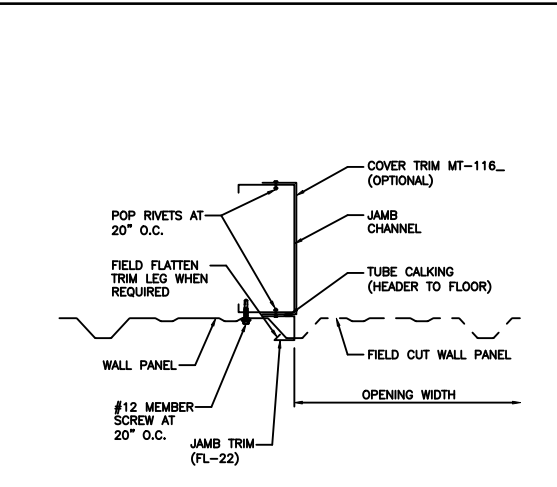 COVER TRIM MT-116_
(OPTIONAL)
POP RIVETS AT
20" O.C.
JAMB
CHANNEL
FIELD FLATTEN
TRIM LEG WHEN
REQUIRED
TUBE CALKING
(HEADER TO FLOOR)
WALL PANEL
FIELD CUT WALL PANEL
#12 MEMBER
SCREW AT
20" O.C.
OPENING WIDTH
JAMB TRIM
(FL-22)